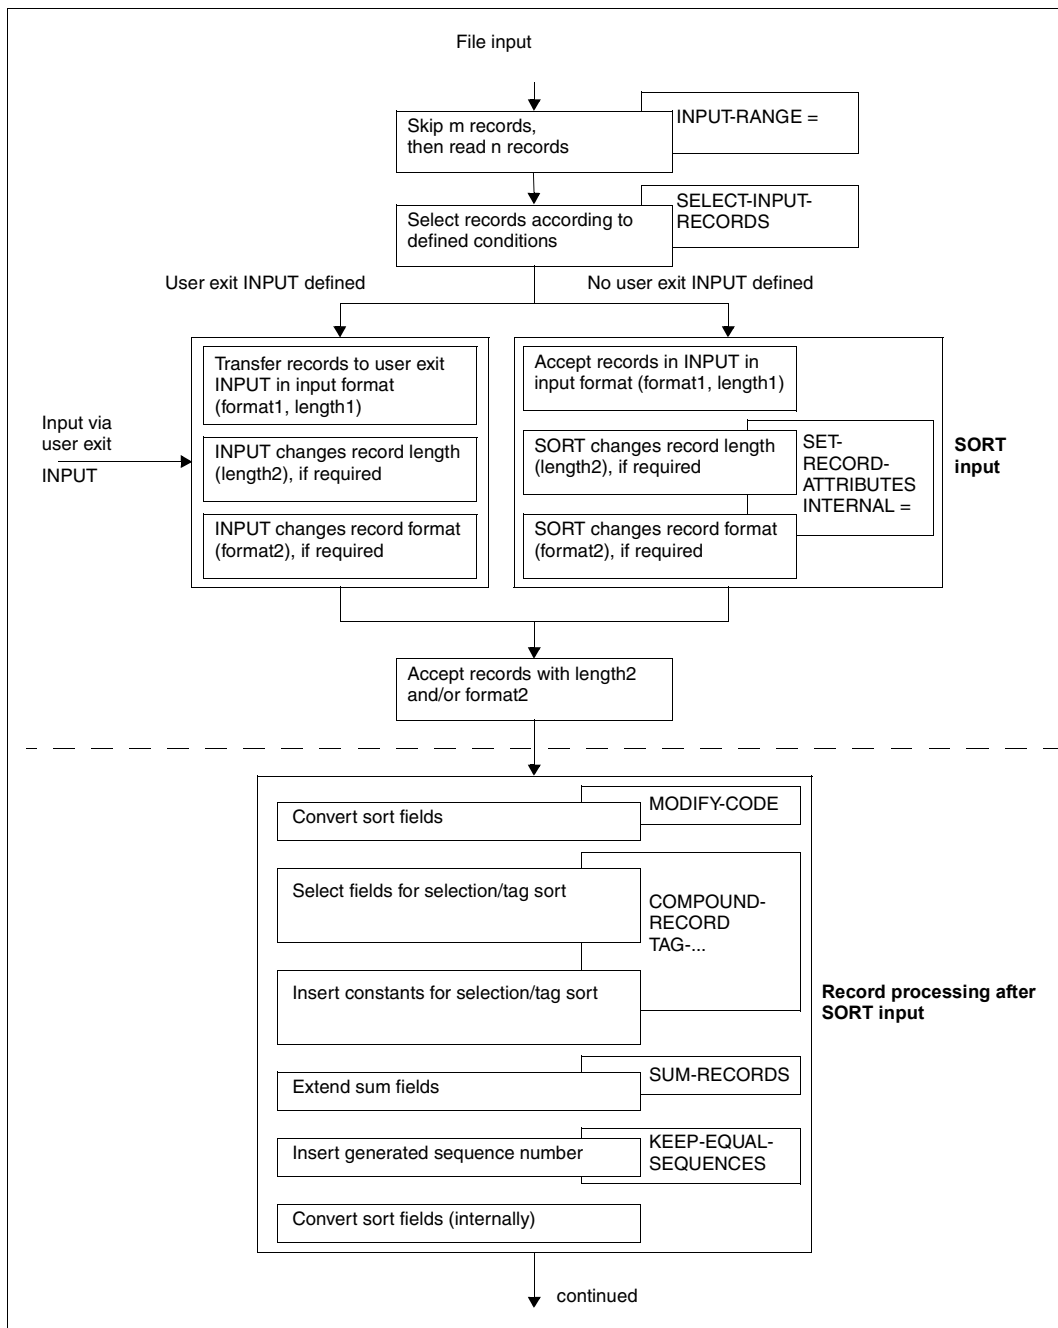 File input
Skip m records,
then read n records
INPUT-RANGE =
Select records according to
defined conditions
SELECT-INPUT-
RECORDS
User exit INPUT defined
No user exit INPUT defined
Transfer records to user exit
INPUT in input format
(format1, length1)
Input via
user exit
INPUT
INPUT changes record length
(length2), if required
INPUT changes record format
(format2), if required
Accept records in INPUT in
input format (format1, length1)
SORT changes record length
(length2), if required
SORT changes record format
(format2), if required
SET-
RECORD-
ATTRIBUTES
INTERNAL =
SORT
input
Accept records with length2
and/or format2
Convert sort fields
MODIFY-CODE
Select fields for selection/tag sort
COMPOUND-
RECORD
TAG-...
Insert constants for selection/tag sort
Record processing after
SORT input
Extend sum fields
SUM-RECORDS
Insert generated sequence number
KEEP-EQUAL-
SEQUENCES
Convert sort fields (internally)
continued